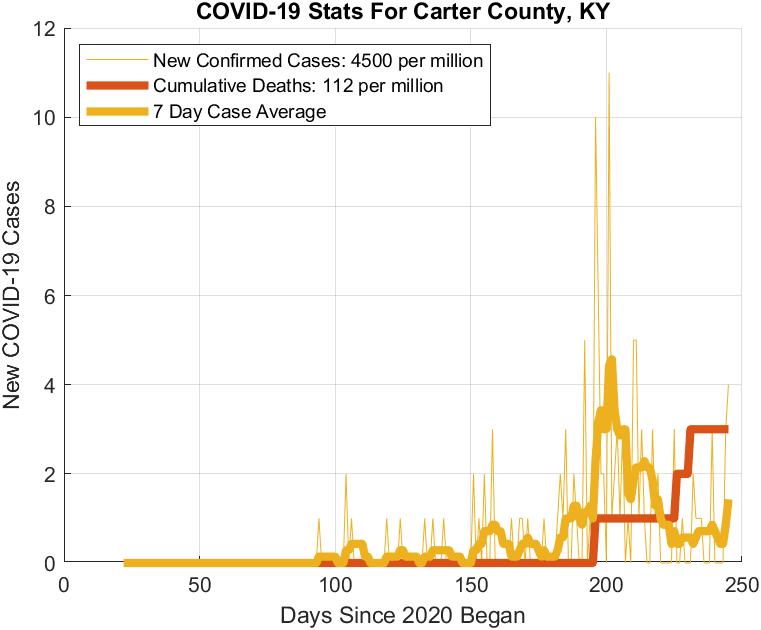 COVID-19 Stats For Carter County, KY
New Confirmed Cases: 4500 per million
Cumulative Deaths: 112 per million
7 Day Case Average
New COVID-19 Cases
12
10
8
6
4
2
0
0 50 100 150 200 250
Days Since 2020 Began